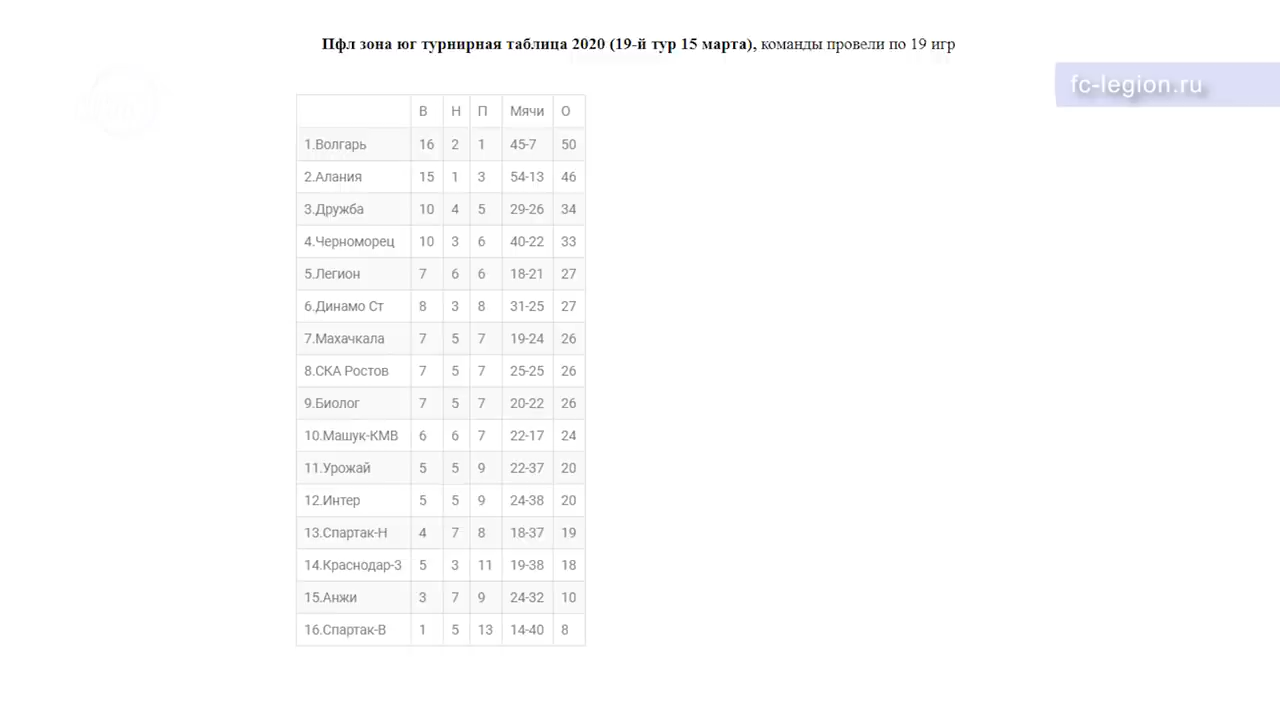 Пфл зона юг турнирная таблица 2020 (19-й тур 15 марта), команды провели по 19 игр
fc-legion.ru
В Н П Мячи О
1.Волгарь 16 2 1 45-7 50
2.Алания 15 1 3 54-13 46
3.Дружба 10 4 5 29-26 34
4.Черноморец 10 3 6 40-22 33
5.Легион 7 6 6 18-21 27
6.Динамо Ст 8 3 8 31-25 27
7.Махачкала 7 5 7 19-24 26
8.СКА Ростов 7 5 7 25-25 26
9.Биолог 7 5 7 20-22 26
10.Машук-КМВ 6 6 7 22-17 24
11.Урожай 5 5 9 22-37 20
12.Интер 5 5 9 24-38 20
13.Спартак-Н 4 7 8 18-37 19
14.Краснодар-3 5 3 11 19-38 18
15.Анжи 3 7 9 24-32 10
16.Спартак-В 1 5 13 14-40 8